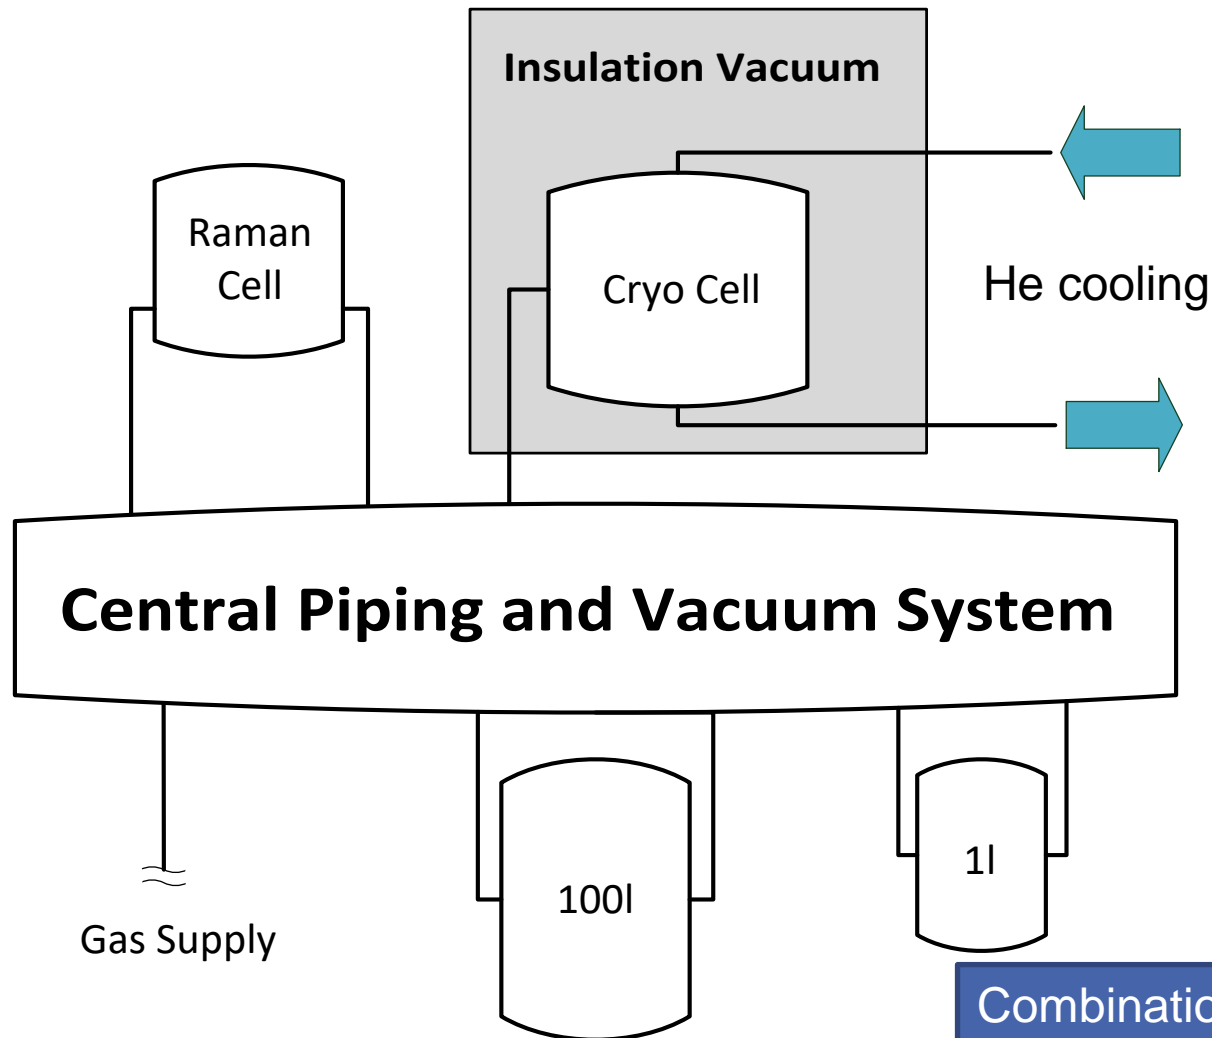 Insulation Vacuum
Raman
Cell
Cryo Cell
He cooling
Central Piping and Vacuum System
100l
1l
Gas Supply